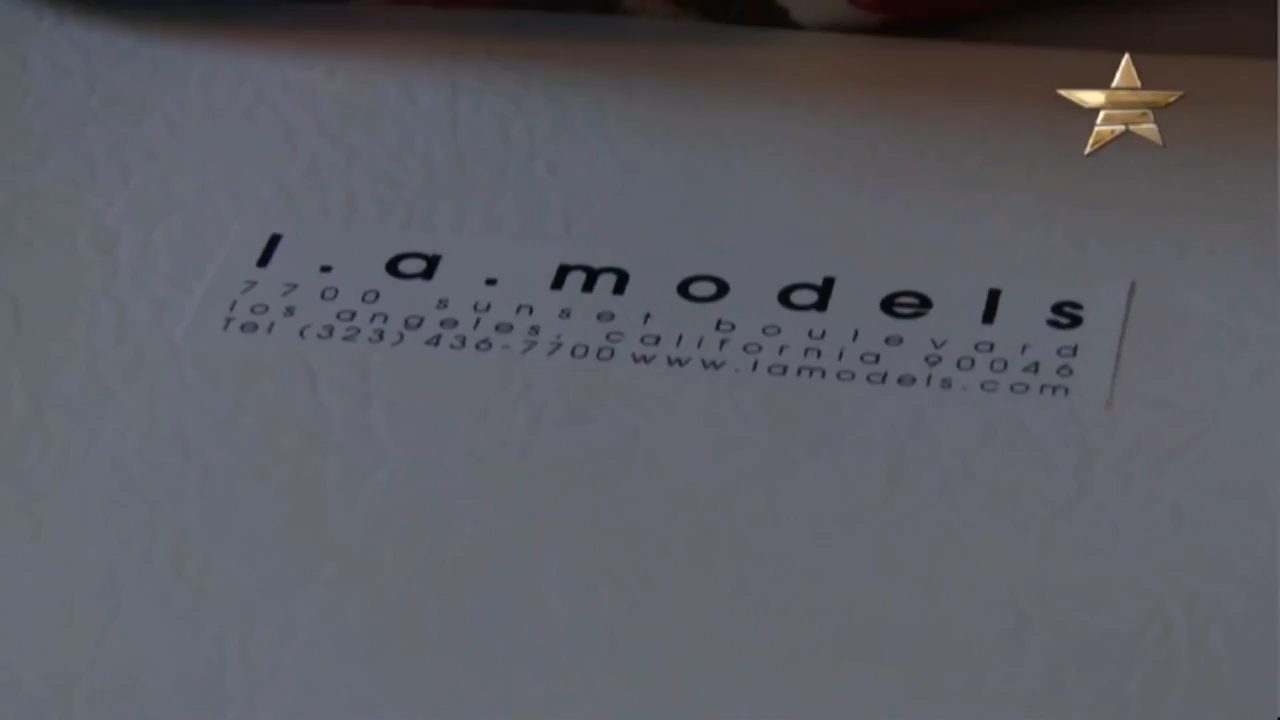 l.a.models
7700 sunset boulevard
los angeles, california 90046
Tel (323) 436-7700 www.lamodels.com